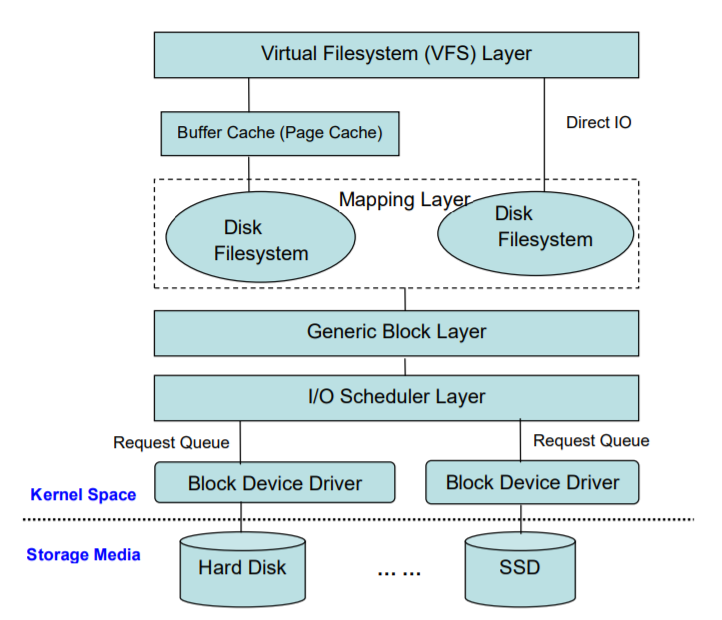 Virtual Filesystem (VFS) Layer
Buffer Cache (Page Cache)
Direct IO
Mapping Layer
Disk
Filesystem
Disk
Filesystem
Generic Block Layer
I/O Scheduler Layer
Request Queue
Request Queue
Block Device Driver
Block Device Driver
Kernel Space
Storage Media
Hard Disk
... ...
SSD